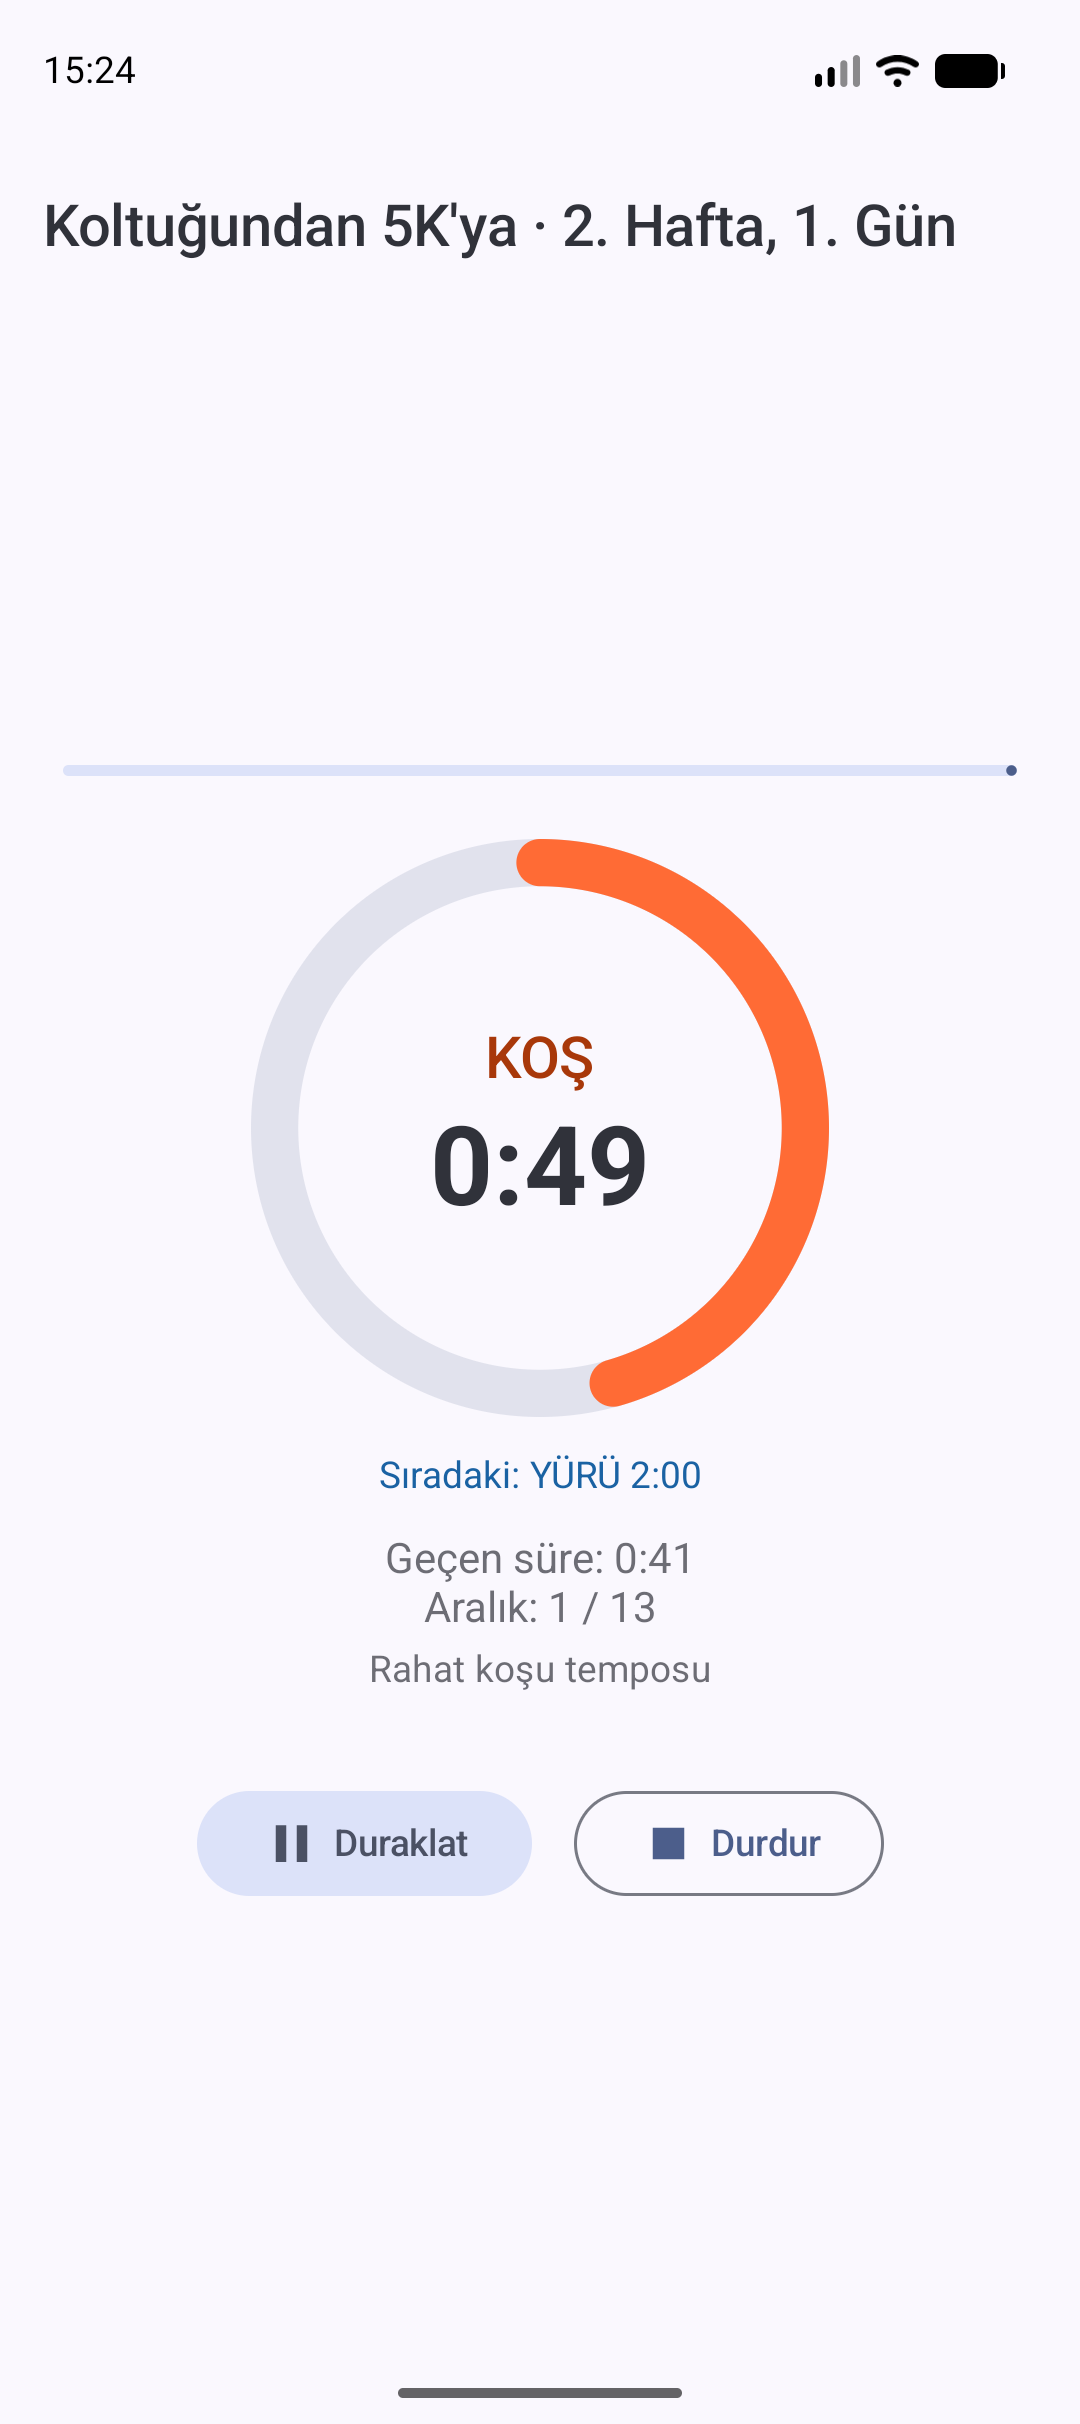 15:24
Koltuğundan 5K'ya · 2. Hafta, 1. Gün
KOŞ
0:49
Sıradaki: YÜRÜ 2:00
Geçen süre: 0:41
Aralık: 1 / 13
Rahat koşu temposu
Duraklat
Durdur